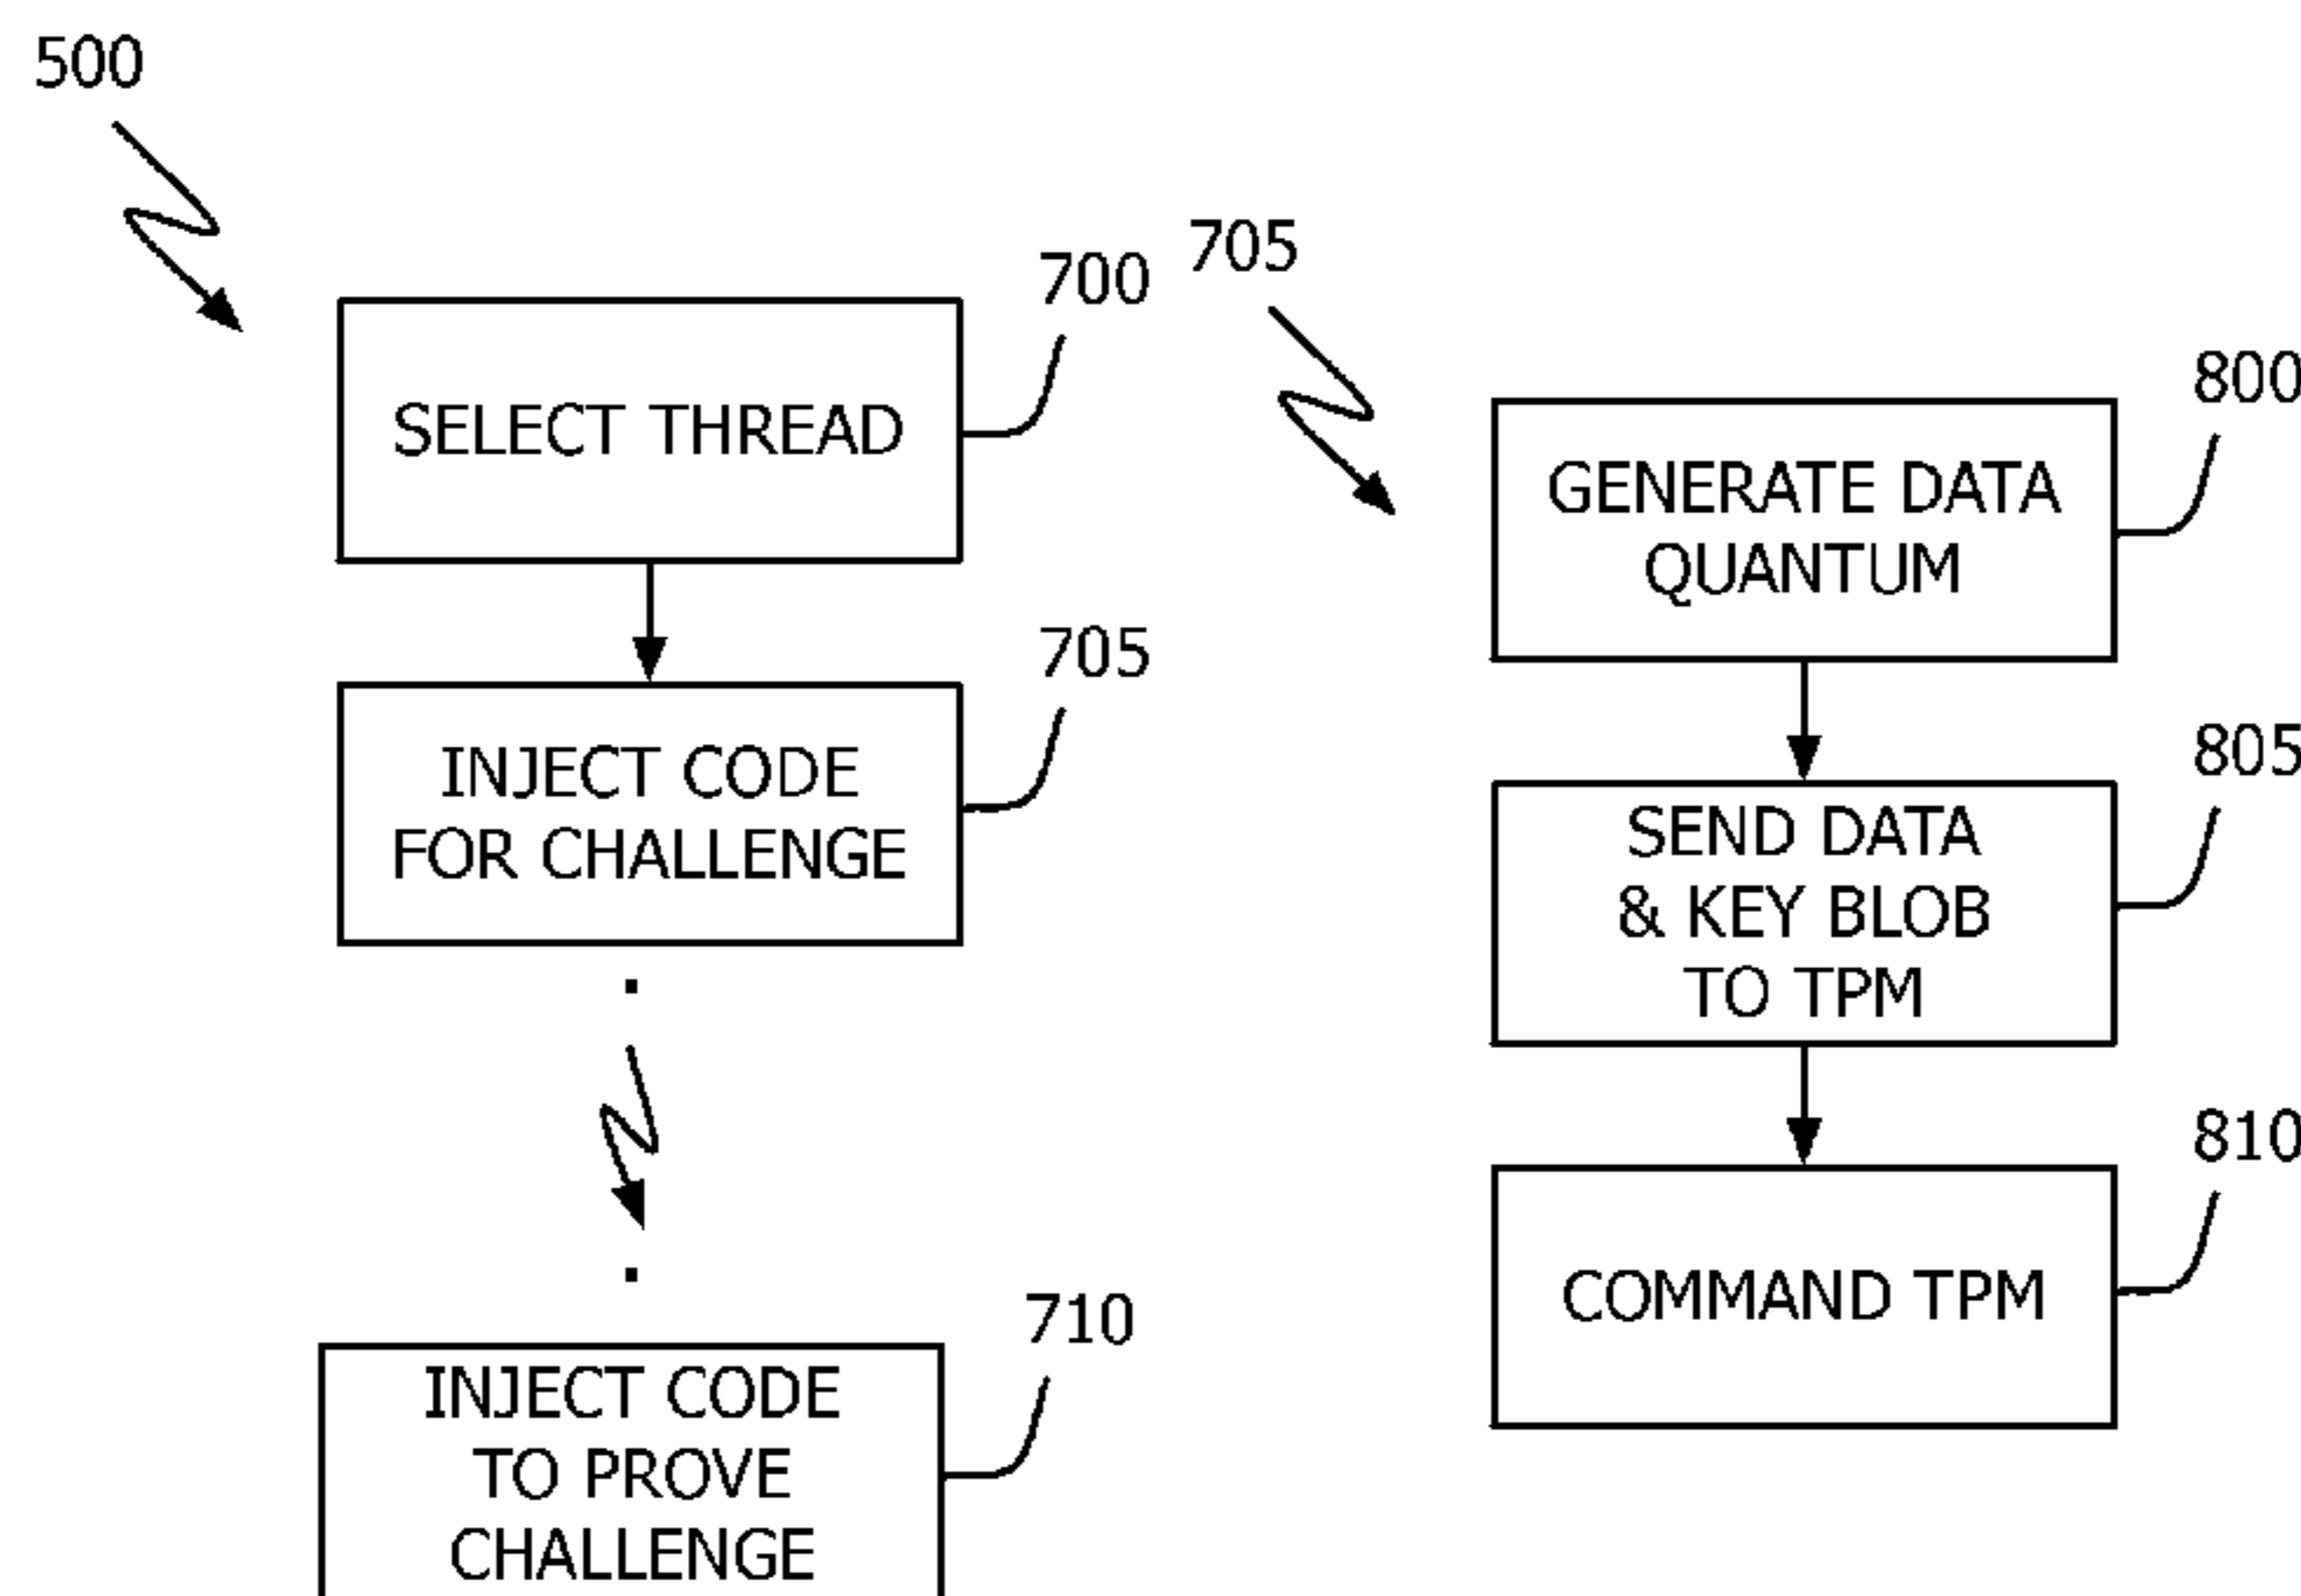 500
700
SELECT THREAD
705
INJECT CODE
FOR CHALLENGE
710
INJECT CODE
TO PROVE
CHALLENGE
705
800
GENERATE DATA
QUANTUM
805
SEND DATA
& KEY BLOB
TO TPM
810
COMMAND TPM